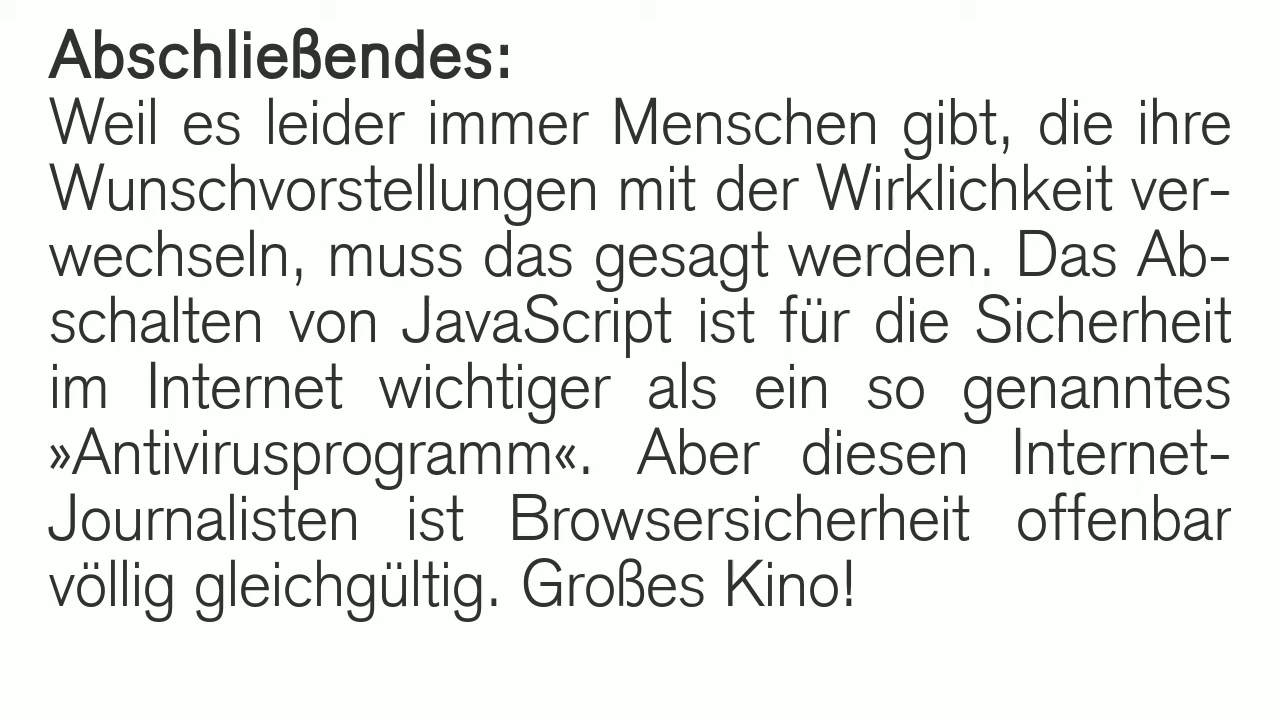 Abschließendes:
Weil es leider immer Menschen gibt, die ihre
Wunschvorstellungen mit der Wirklichkeit ver-
wechseln, muss das gesagt werden. Das Ab-
schalten von JavaScript ist für die Sicherheit
im Internet wichtiger als ein so genanntes
»Antivirusprogramm«. Aber diesen Internet-
Journalisten ist Browsersicherheit offenbar
völlig gleichgültig. Großes Kino!